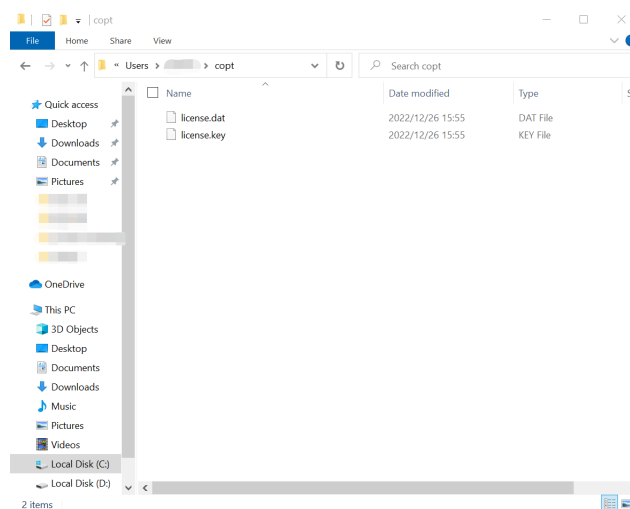 copt
File Home Share View
« Users > > copt Search copt
Name Date modified Type S
license.dat 2022/12/26 15:55 DAT File
license.key 2022/12/26 15:55 KEY File
Quick access
Desktop
Downloads
Documents
Pictures
OneDrive
This PC
3D Objects
Desktop
Documents
Downloads
Music
Pictures
Videos
Local Disk (C:)
Local Disk (D:)
2 items